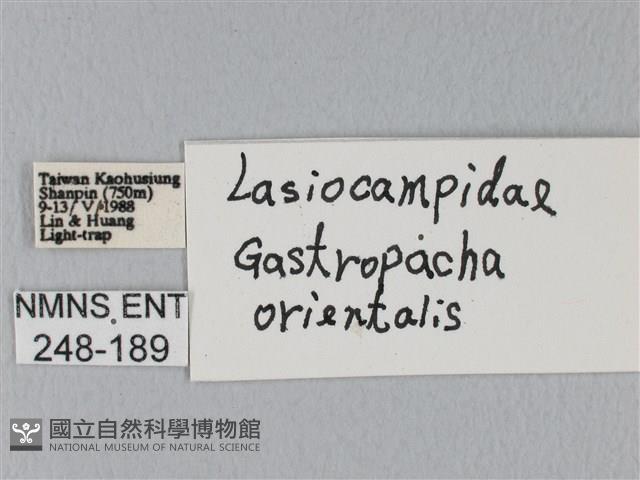 Taiwan Kaohusiung
Shanpin (750m)
9-13/ V/1988
Lin & Huang
Light-trap
NMNS. ENT
248-189
Lasiocampidae
Gastropacha
orientalis
國立自然科學博物館
NATIONAL MUSEUM OF NATURAL SCIENCE